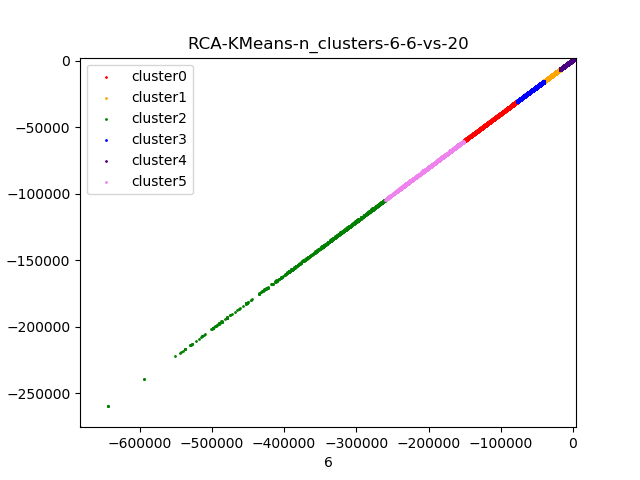 RCA-KMeans-n_clusters-6-6-vs-20
0
−50000
−100000
−150000
−200000
−250000
cluster0
cluster1
cluster2
cluster3
cluster4
cluster5
−600000 −500000 −400000 −300000 −200000 −100000 0
6